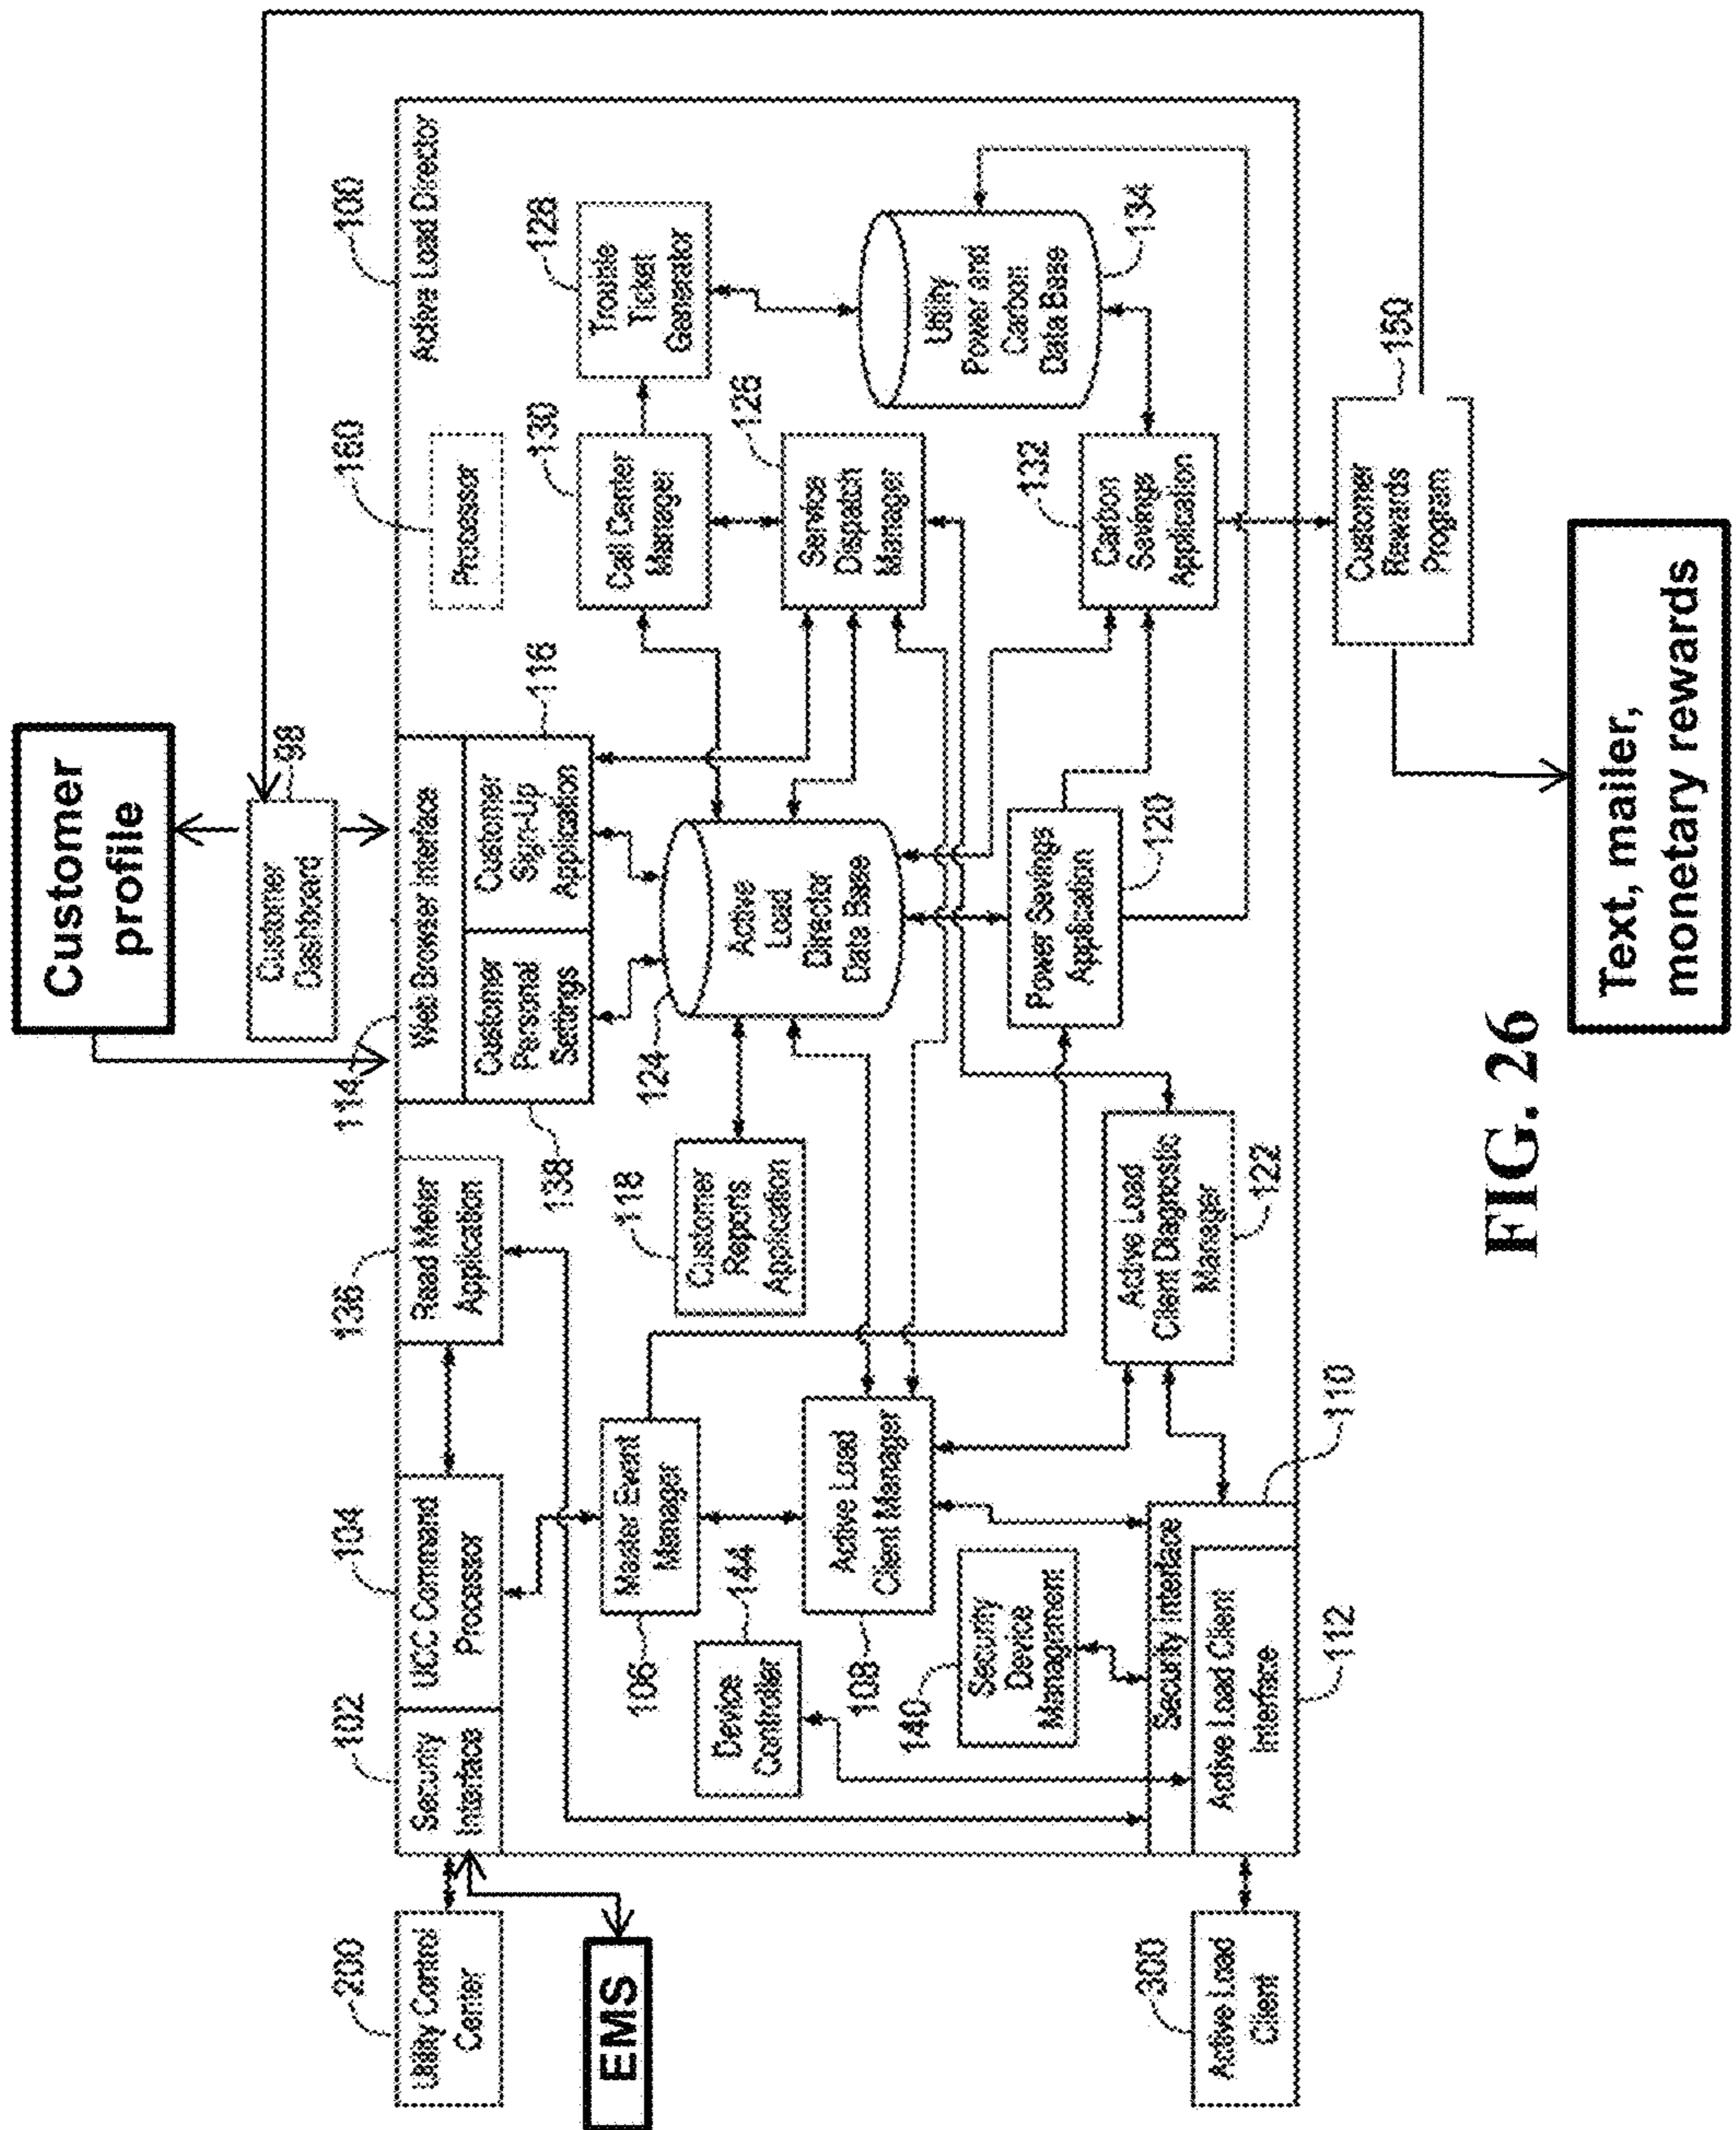 Customer
profile
Customer
Dashboard
98
200
Utility Control
Center
EMS
102
Security
Interface
104
UCC Command
Processor
136
Read Meter
Application
114
Web Browser Interface
Customer
Personal
Settings
138
Customer
Sign-Up
Application
116
160
Processor
100
Active Load Director
Master Event
Manager
106
Device
Controller
144
Active Load
Client Manager
108
118
Customer
Reports
Application
124
Active
Load
Director
Data Base
130
Call Center
Manager
128
Trouble
Ticket
Generator
126
Service
Dispatch
Manager
Utility
Power and
Carbon
Data Base
134
140
Security
Device
Management
Active Load
Client Diagnostic
Manager
122
Power Savings
Application
120
132
Carbon
Savings
Application
300
Active Load
Client
Security Interface
110
Active Load Client
Interface
112
150
Customer
Rewards
Program
Text, mailer,
monetary rewards
FIG. 26